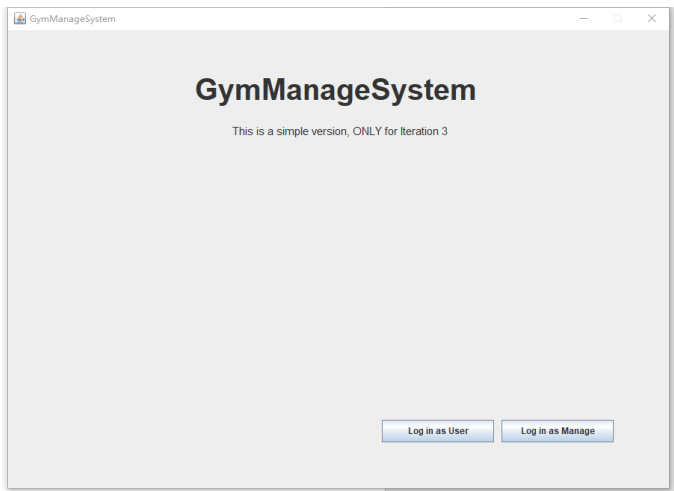 GymManageSystem
GymManageSystem
This is a simple version, ONLY for Iteration 3
Log in as User
Log in as Manage